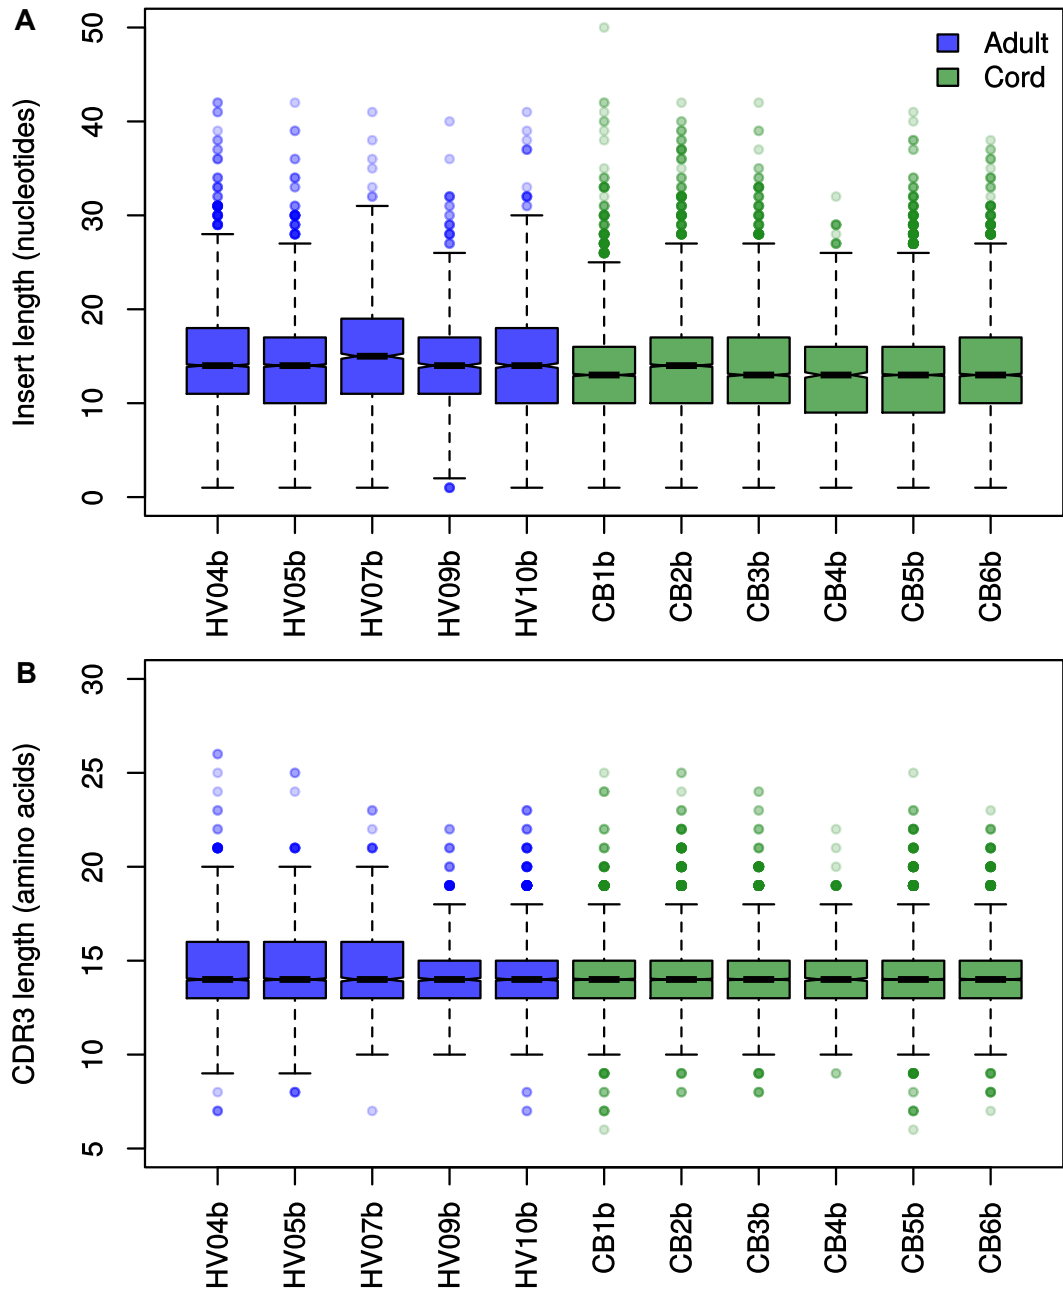 A
Insert length (nucleotides)
50
40
30
20
10
0
Adult
Cord
HV04b
HV05b
HV07b
HV09b
HV10b
CB1b
CB2b
CB3b
CB4b
CB5b
CB6b
B
CDR3 length (amino acids)
30
25
20
15
10
5
HV04b
HV05b
HV07b
HV09b
HV10b
CB1b
CB2b
CB3b
CB4b
CB5b
CB6b